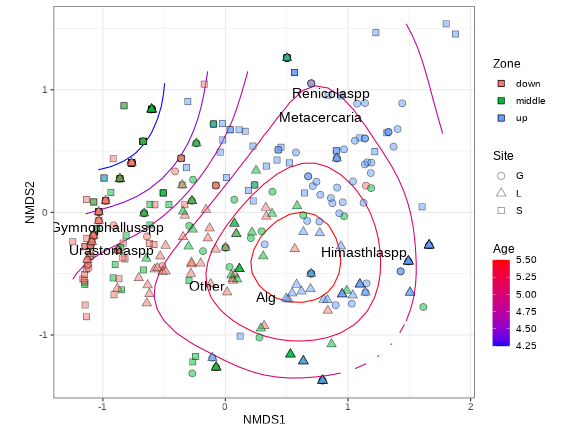 Renicolaspp
Metacercaria
Gymnophallusspp
Urastomaspp
Himasthlaspp
Other
Alg
1
0
-1
-1
0
1
2
NMDS1
NMDS2
Zone
down
middle
up
Site
G
L
S
Age
5.50
5.25
5.00
4.75
4.50
4.25